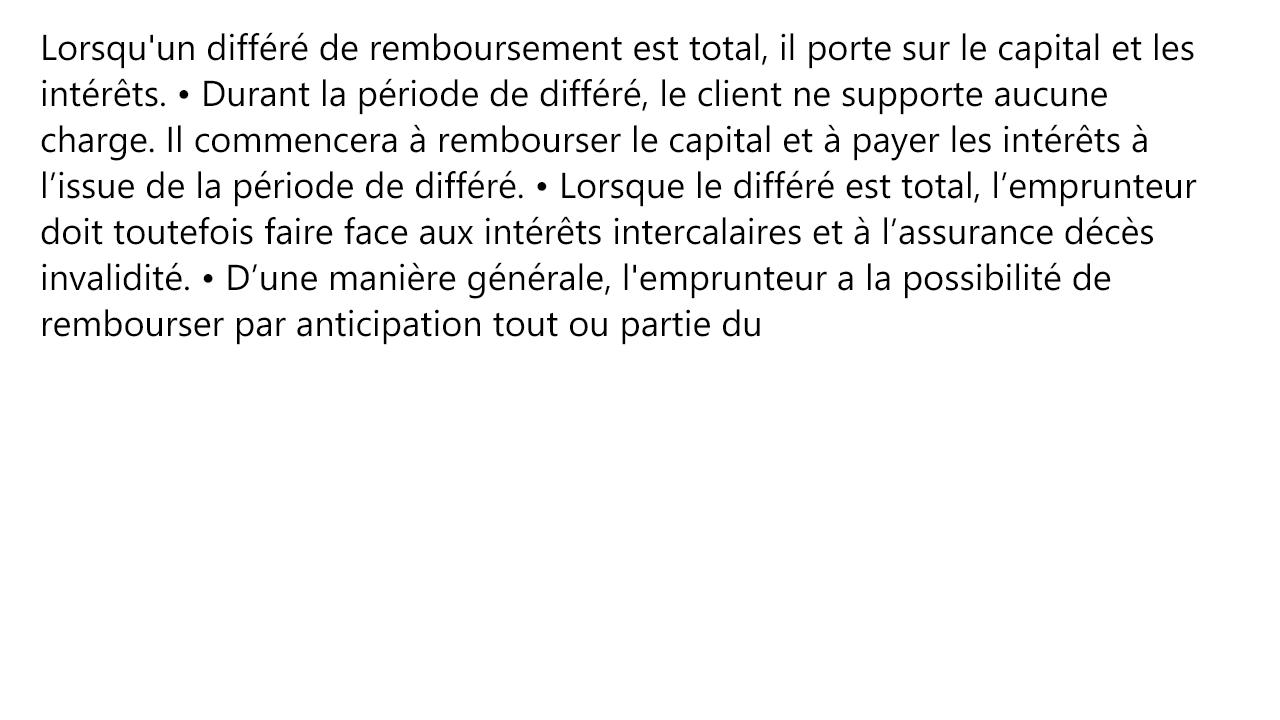 Lorsqu'un différé de remboursement est total, il porte sur le capital et les
intérêts. • Durant la période de différé, le client ne supporte aucune
charge. Il commencera à rembourser le capital et à payer les intérêts à
l’issue de la période de différé. • Lorsque le différé est total, l’emprunteur
doit toutefois faire face aux intérêts intercalaires et à l’assurance décès
invalidité. • D’une manière générale, l'emprunteur a la possibilité de
rembourser par anticipation tout ou partie du